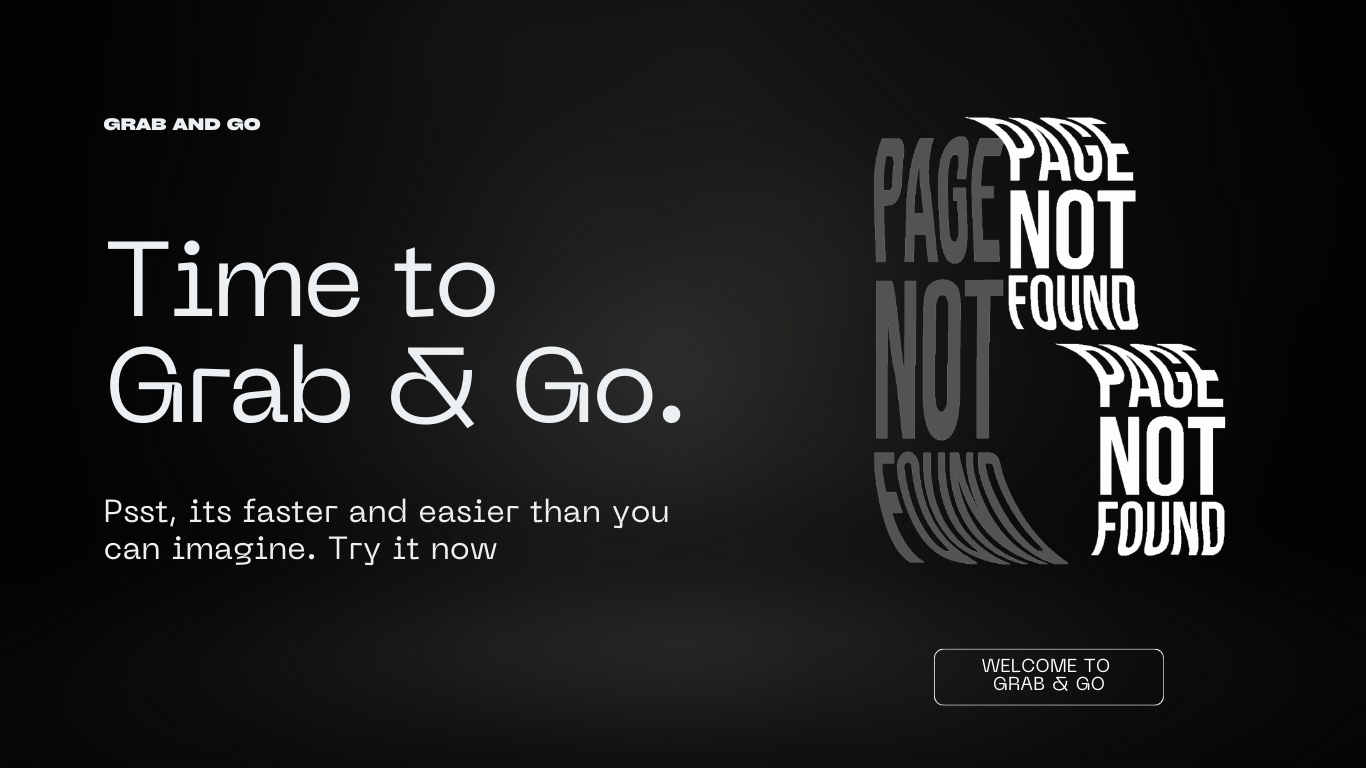 GRAB AND GO
Time to
Grab & Go.
Psst, its faster and easier than you
can imagine. Try it now
PAGE
NOT
FOUND
PAGE
NOT
FOUND
PAGE
NOT
FOUND
WELCOME TO
GRAB & GO